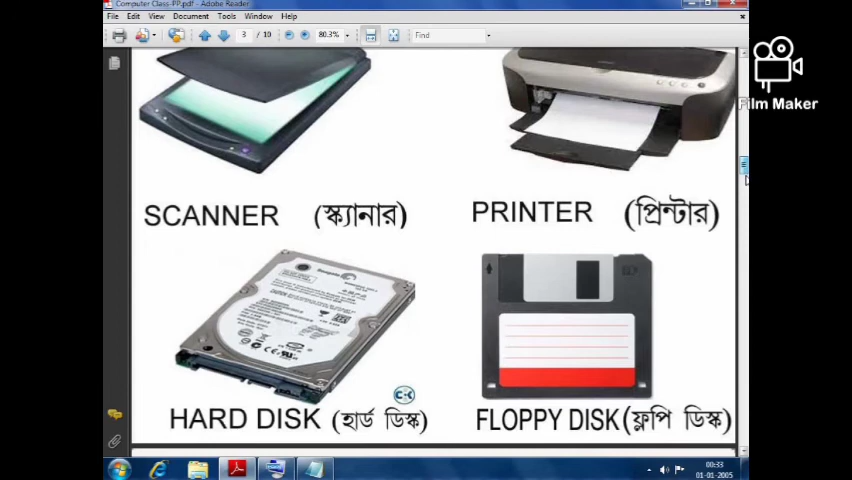 Computer Class-PP.pdf - Adobe Reader
File Edit View Document Tools Window Help
3 / 10 80.3% Find
Film Maker
SCANNER (স্ক্যানার)
PRINTER (প্রিন্টার)
Seagate
HARD DISK (হার্ড ডিস্ক)
FLOPPY DISK (ফ্লপি ডিস্ক)
00:33
01-01-2005